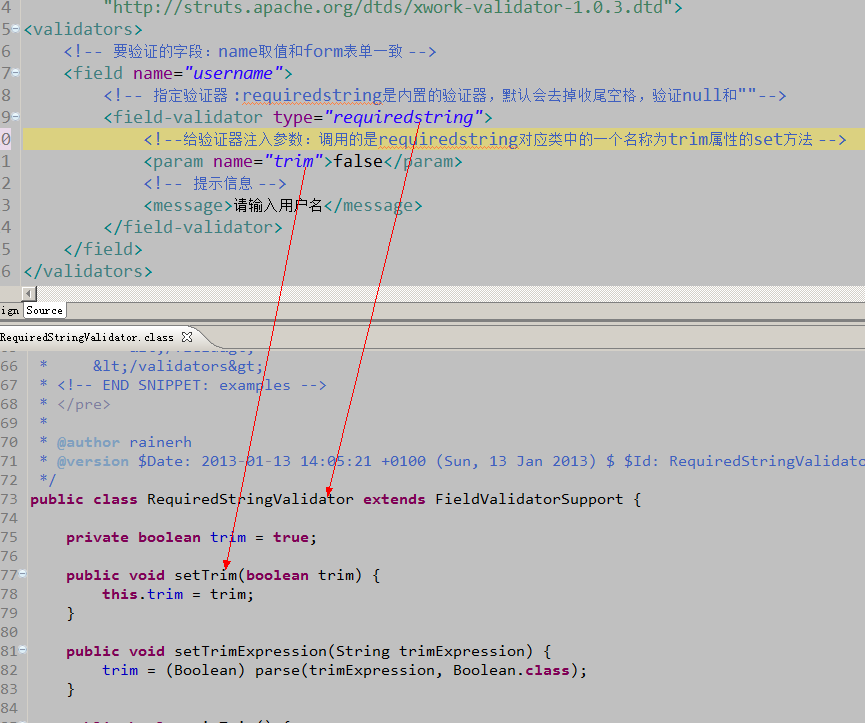 4 "http://struts.apache.org/dtds/xwork-validator-1.0.3.dtd">
5 <validators>
6 <!-- 要验证的字段：name取值和form表单一致 -->
7 <field name="username">
8 <!-- 指定验证器：requiredstring是内置的验证器，默认会去掉收尾空格，验证null和""-->
9 <field-validator type="requiredstring">
0 <!--给验证器注入参数：调用的是requiredstring对应类中的一个名称为trim属性的set方法 -->
1 <param name="trim">false</param>
2 <!-- 提示信息 -->
3 <message>请输入用户名</message>
4 </field-validator>
5 </field>
6 </validators>
ign Source
RequiredStringValidator.class
66 * &lt;/validators&gt;
67 * <!-- END SNIPPET: examples -->
68 * </pre>
69 *
70 * @author rainerh
71 * @version $Date: 2013-01-13 14:05:21 +0100 (Sun, 13 Jan 2013) $ $Id: RequiredStringValidato
72 */
73 public class RequiredStringValidator extends FieldValidatorSupport {
74
75 private boolean trim = true;
76
77 public void setTrim(boolean trim) {
78 this.trim = trim;
79 }
80
81 public void setTrimExpression(String trimExpression) {
82 trim = (Boolean) parse(trimExpression, Boolean.class);
83 }
84